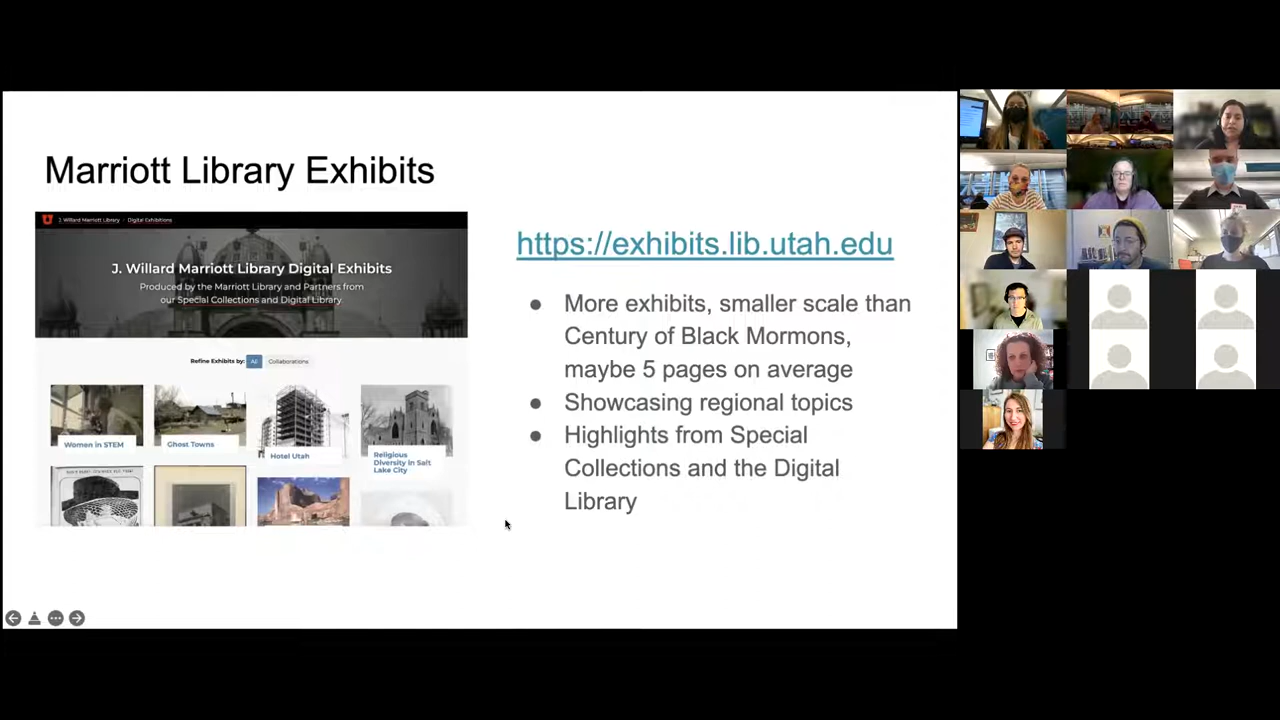 Marriott Library Exhibits
J. Willard Marriott Library / Digital Exhibitions
J. Willard Marriott Library Digital Exhibits
Produced by the Marriott Library and Partners from
our Special Collections and Digital Library.
Refine Exhibits by: All Collaborations
Women in STEM
Ghost Towns
Hotel Utah
Religious
Diversity in Salt
Lake City
https://exhibits.lib.utah.edu
● More exhibits, smaller scale than
Century of Black Mormons,
maybe 5 pages on average
● Showcasing regional topics
● Highlights from Special
Collections and the Digital
Library